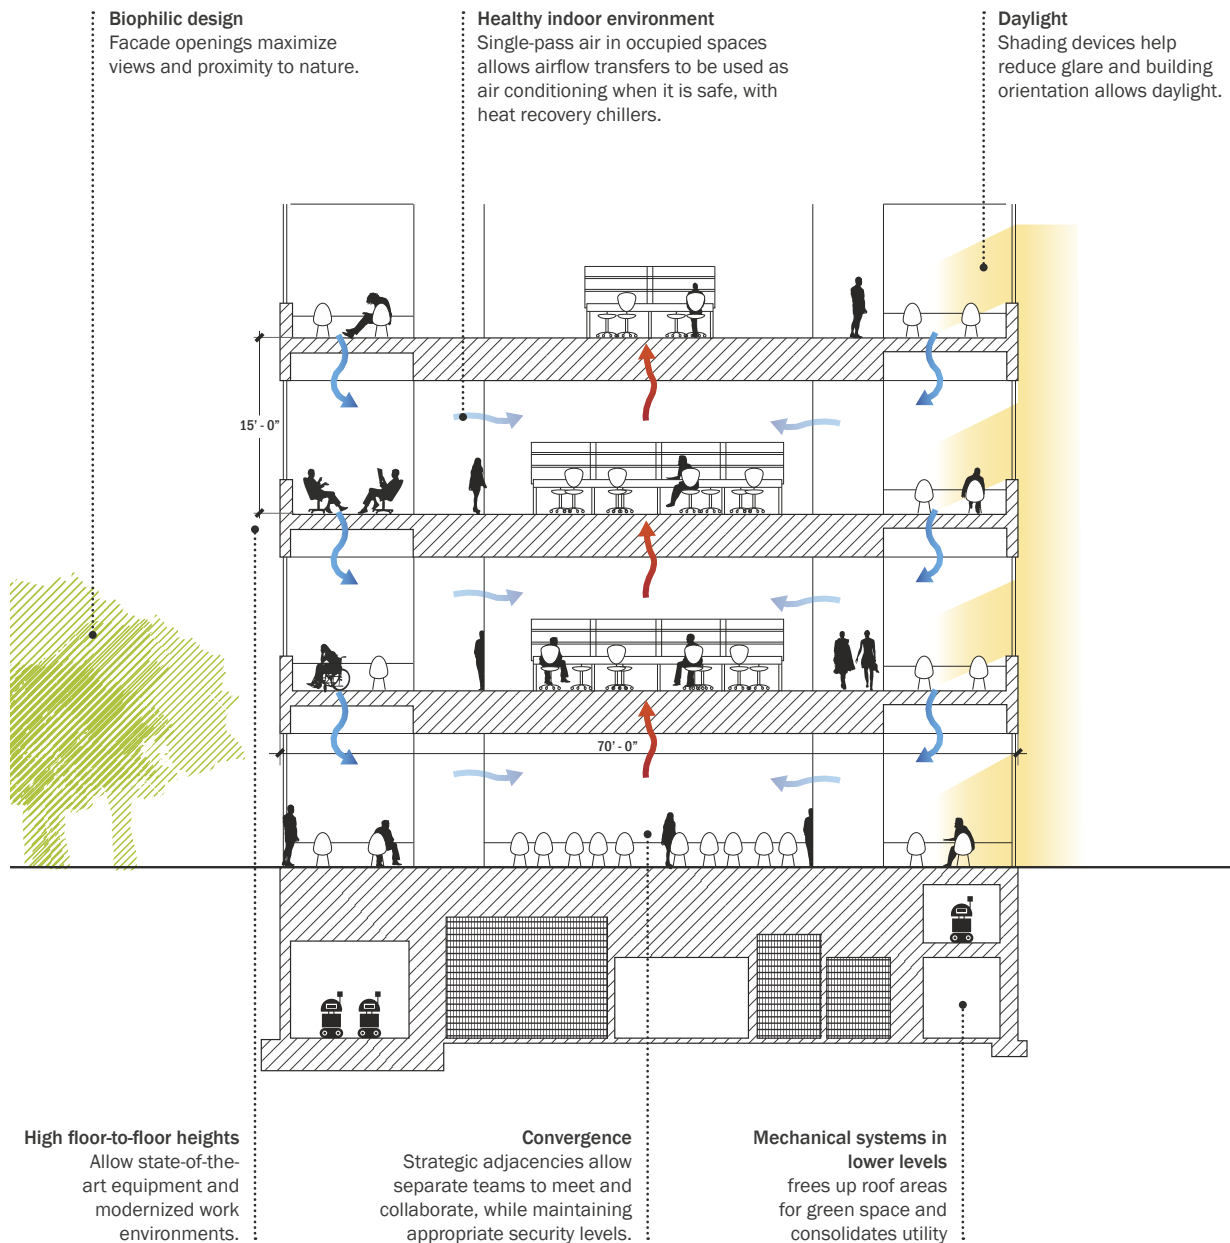 Biophilic design
Facade openings maximize
views and proximity to nature.
Healthy indoor environment
Single-pass air in occupied spaces
allows airflow transfers to be used as
air conditioning when it is safe, with
heat recovery chillers.
Daylight
Shading devices help
reduce glare and building
orientation allows daylight.
15' - 0"
70' - 0"
High floor-to-floor heights
Allow state-of-the-
art equipment and
modernized work
environments.
Convergence
Strategic adjacencies allow
separate teams to meet and
collaborate, while maintaining
appropriate security levels.
Mechanical systems in
lower levels
frees up roof areas
for green space and
consolidates utility